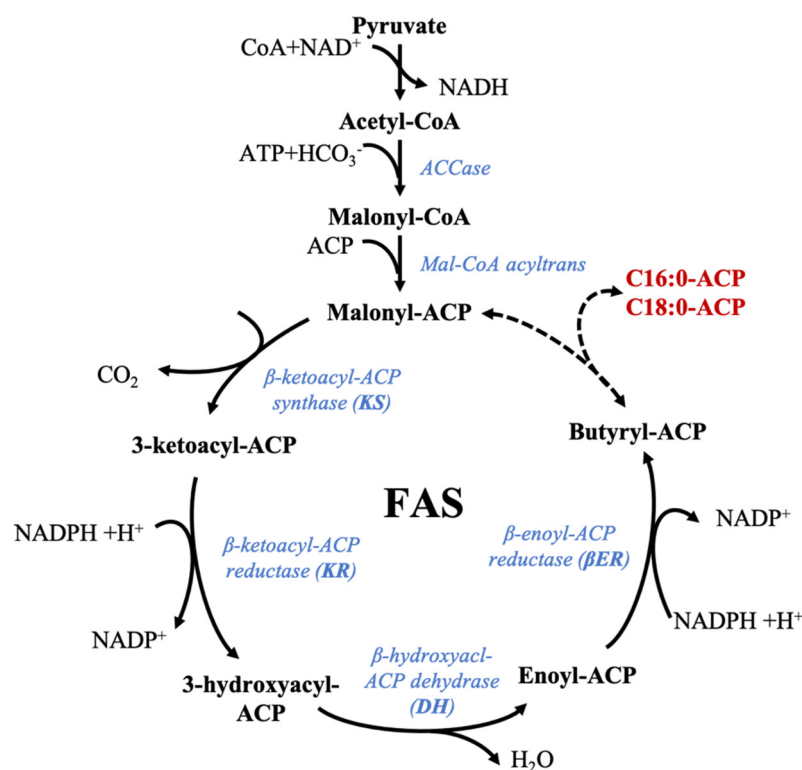 Pyruvate
CoA+NAD⁺
NADH
Acetyl-CoA
ATP+HCO₃⁻
ACCase
Malonyl-CoA
ACP
Mal-CoA acyltrans
C16:0-ACP
C18:0-ACP
Malonyl-ACP
CO₂
β-ketoacyl-ACP
synthase (KS)
3-ketoacyl-ACP
Butyryl-ACP
FAS
NADPH +H⁺
β-ketoacyl-ACP
reductase (KR)
β-enoyl-ACP
reductase (βER)
NADP⁺
NADP⁺
NADPH +H⁺
3-hydroxyacyl-
ACP
β-hydroxyacl-
ACP dehydrase
(DH)
Enoyl-ACP
H₂O